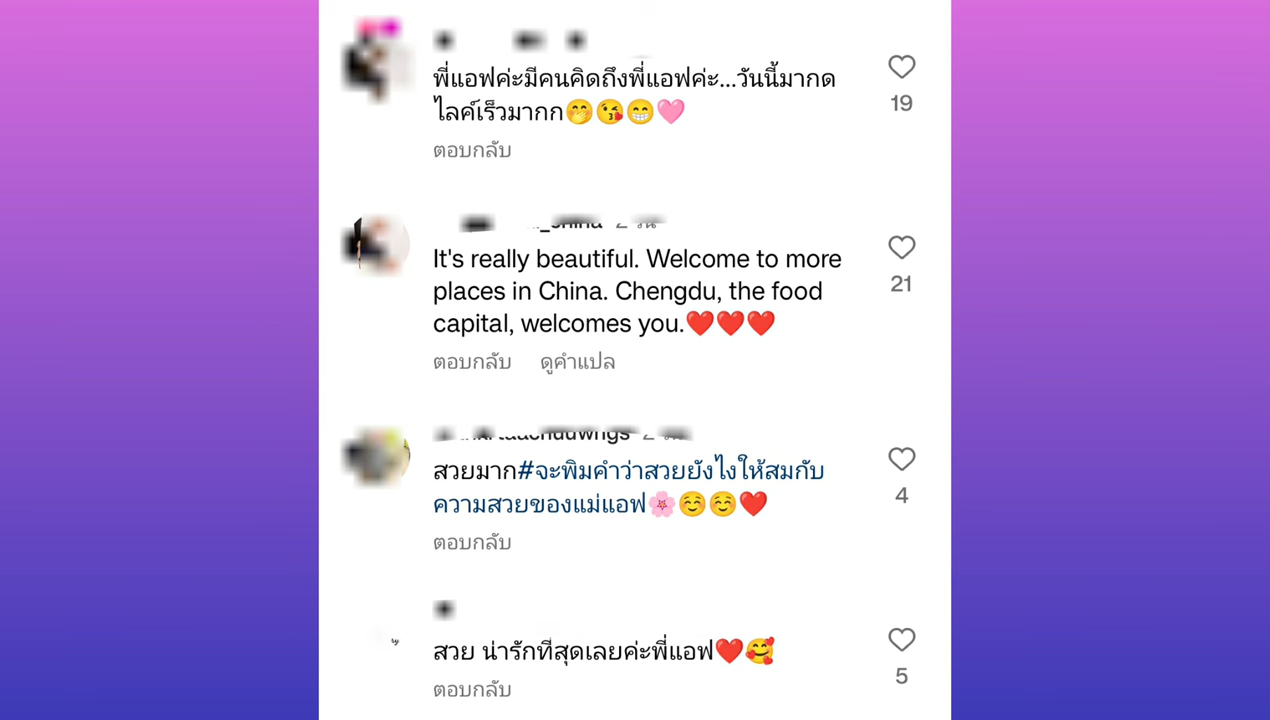 พี่แอฟค่ะมีคนคิดถึงพี่แอฟค่ะ...วันนี้มากด
ไลค์เร็วมากก🤭😘😁🩷
19
ตอบกลับ
It's really beautiful. Welcome to more
places in China. Chengdu, the food
capital, welcomes you.❤️❤️❤️
21
ตอบกลับ ดูคำแปล
สวยมาก#จะพิมคำว่าสวยยังไงให้สมกับ
ความสวยของแม่แอฟ🌸☺️☺️❤️
4
ตอบกลับ
สวย น่ารักที่สุดเลยค่ะพี่แอฟ❤️🥰
5
ตอบกลับ